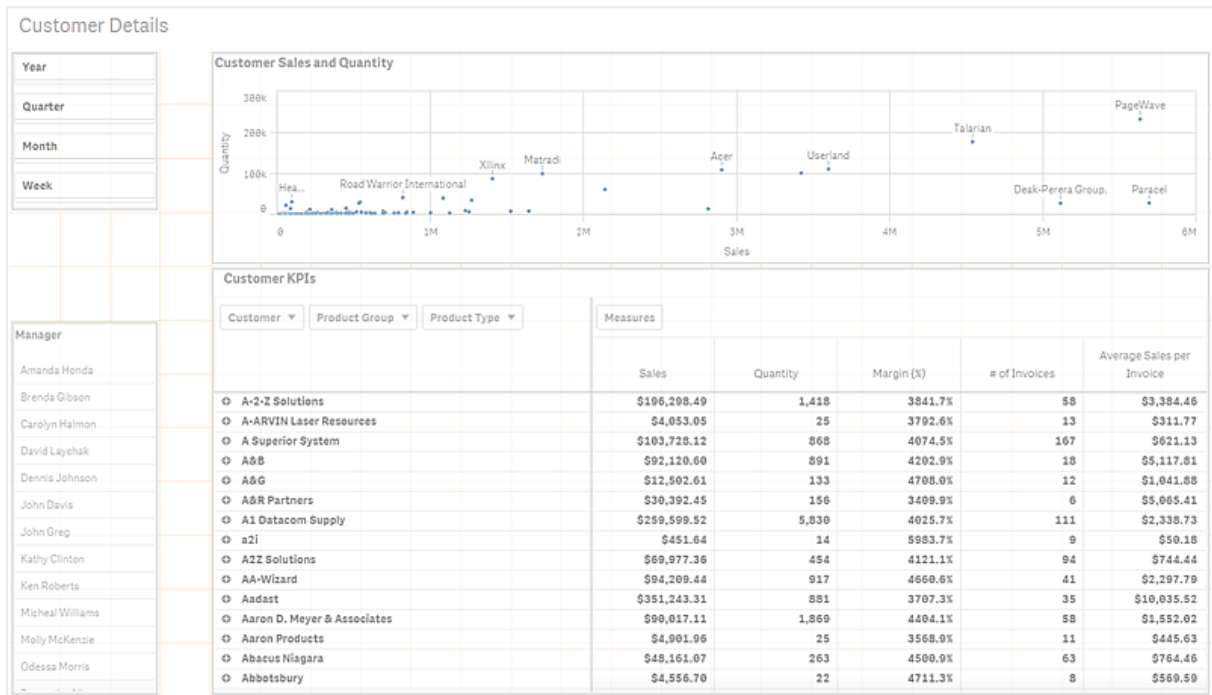 Customer Details
Year
Quarter
Month
Week
Customer Sales and Quantity
Quantity
300k
200k
100k
0
PageWave
Talarian
Userland
Acer
Matradi
Xilinx
Road Warrior International
Hea...
Deak-Perera Group.
Paracel
0 1M 2M 3M 4M 5M 6M
Sales
Manager
Amanda Honda
Brenda Gibson
Carolyn Halmon
David Laychak
Dennis Johnson
John Davis
John Greg
Kathy Clinton
Ken Roberts
Micheal Williams
Molly McKenzie
Odessa Morris
Customer KPIs
Customer Product Group Product Type Measures
Sales Quantity Margin (%) # of Invoices Average Sales per Invoice
A-2-Z Solutions $196,298.49 1,418 3841.7% 58 $3,384.46
A-ARVIN Laser Resources $4,053.05 25 3792.6% 13 $311.77
A Superior System $103,728.12 868 4074.5% 167 $621.13
A&B $92,120.60 891 4202.9% 18 $5,117.81
A&G $12,502.61 133 4708.0% 12 $1,041.88
A&R Partners $30,392.45 156 3409.9% 6 $5,065.41
A1 Datacom Supply $259,599.52 5,830 4025.7% 111 $2,338.73
a2i $451.64 14 5983.7% 9 $50.18
A2Z Solutions $69,977.36 454 4121.1% 94 $744.44
AA-Wizard $94,209.44 917 4660.6% 41 $2,297.79
Aadast $351,243.31 881 3707.3% 35 $10,035.52
Aaron D. Meyer & Associates $90,017.11 1,869 4404.1% 58 $1,552.02
Aaron Products $4,901.96 25 3568.9% 11 $445.63
Abacus Niagara $48,161.07 263 4500.9% 63 $764.46
Abbotsbury $4,556.70 22 4711.3% 8 $569.59